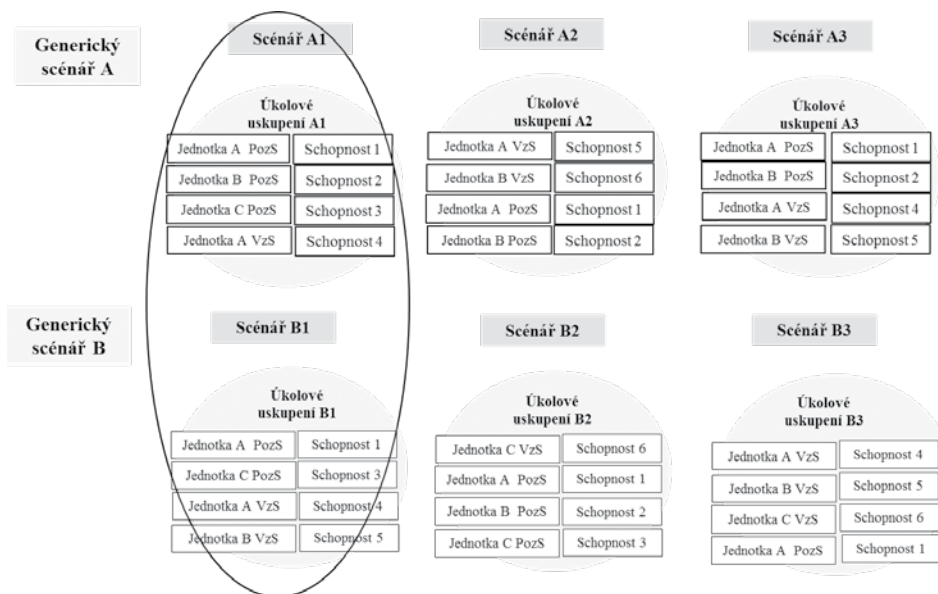 Generický
scénář A
Scénář A1
Scénář A2
Scénář A3
Úkolové
uskupení A1
Jednotka A PozS Schopnost 1
Jednotka B PozS Schopnost 2
Jednotka C PozS Schopnost 3
Jednotka A VzS Schopnost 4
Úkolové
uskupení A2
Jednotka A VzS Schopnost 5
Jednotka B VzS Schopnost 6
Jednotka A PozS Schopnost 1
Jednotka B PozS Schopnost 2
Úkolové
uskupení A3
Jednotka A PozS Schopnost 1
Jednotka B PozS Schopnost 2
Jednotka A VzS Schopnost 4
Jednotka B VzS Schopnost 5
Generický
scénář B
Scénář B1
Scénář B2
Scénář B3
Úkolové
uskupení B1
Jednotka A PozS Schopnost 1
Jednotka C PozS Schopnost 3
Jednotka A VzS Schopnost 4
Jednotka B VzS Schopnost 5
Úkolové
uskupení B2
Jednotka C VzS Schopnost 6
Jednotka A PozS Schopnost 1
Jednotka B PozS Schopnost 2
Jednotka C PozS Schopnost 3
Úkolové
uskupení B3
Jednotka A VzS Schopnost 4
Jednotka B VzS Schopnost 5
Jednotka C VzS Schopnost 6
Jednotka A PozS Schopnost 1